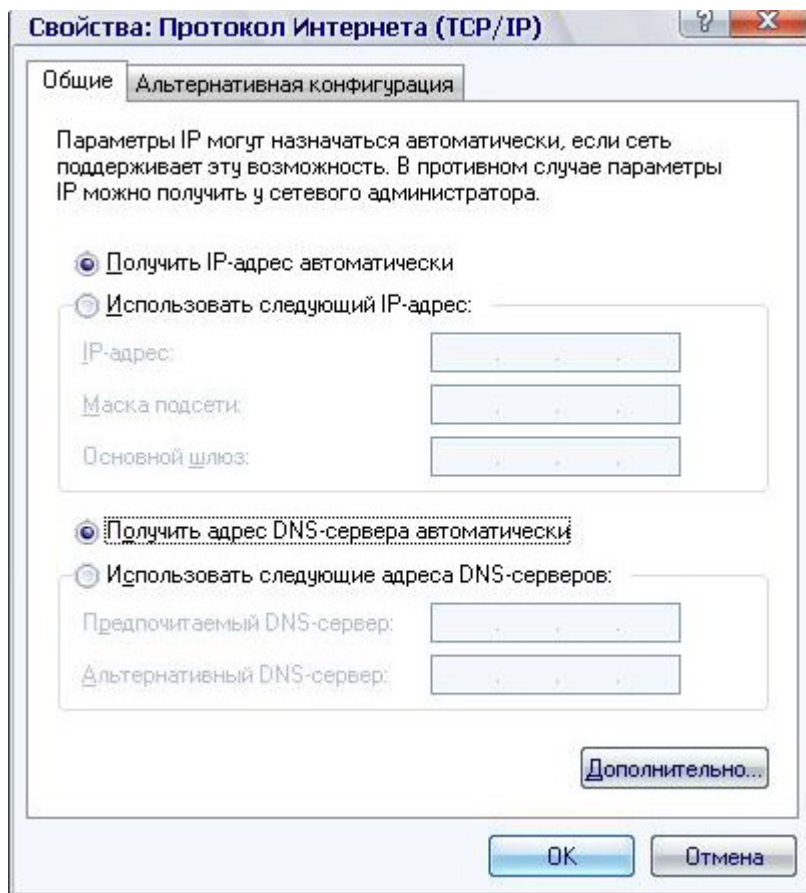 Свойства: Протокол Интернета (TCP/IP)
Общие
Альтернативная конфигурация
Параметры IP могут назначаться автоматически, если сеть
поддерживает эту возможность. В противном случае параметры
IP можно получить у сетевого администратора.
Получить IP-адрес автоматически
Использовать следующий IP-адрес:
IP-адрес:
Маска подсети:
Основной шлюз:
Получить адрес DNS-сервера автоматически
Использовать следующие адреса DNS-серверов:
Предпочитаемый DNS-сервер:
Альтернативный DNS-сервер:
Дополнительно...
OK
Отмена